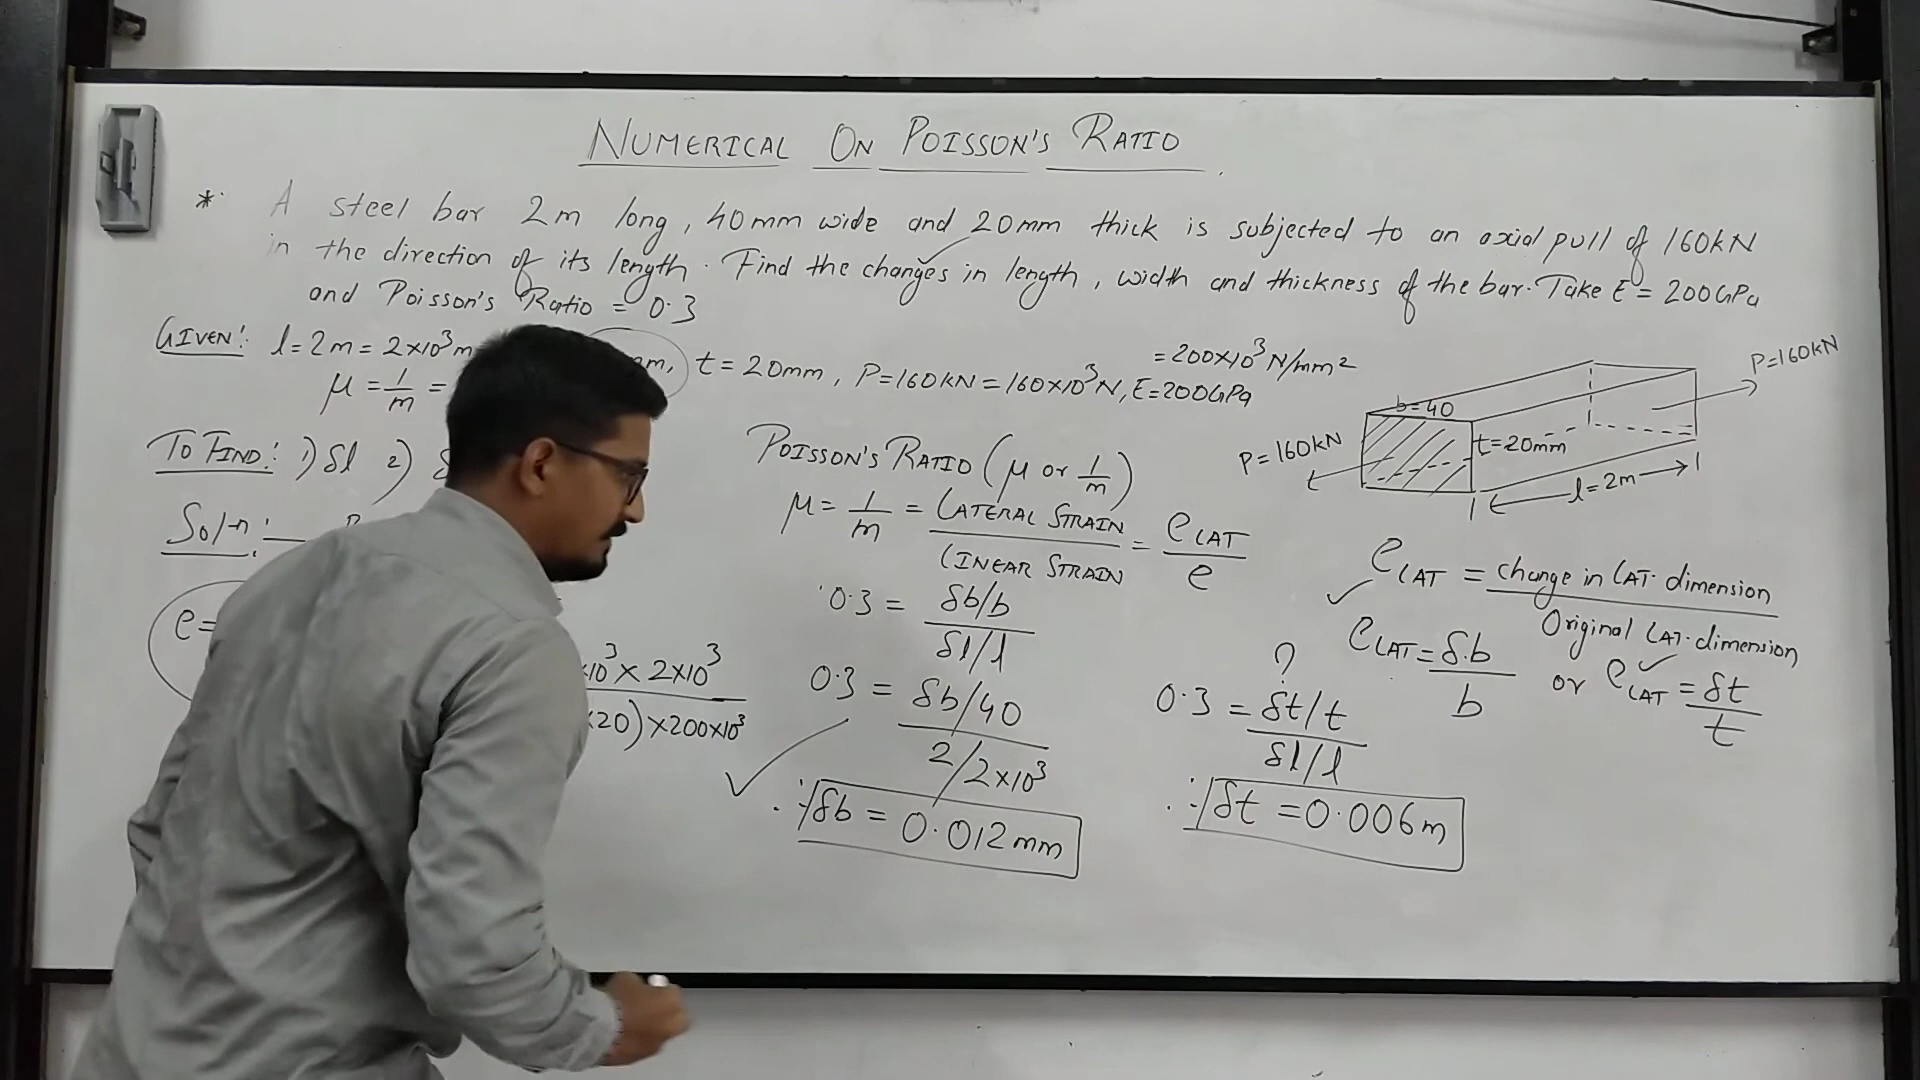 NUMERICAL ON POISSON'S RATIO
* A steel bar 2m long, 40mm wide and 20mm thick is subjected to an axial pull of 160kN
in the direction of its length. Find the changes in length, width and thickness of the bar. Take E = 200GPa
and Poisson's Ratio = 0.3
GIVEN: l=2m = 2×10³m
m, t = 20mm, P=160kN = 160×10³N, E=200GPa
= 200×10³ N/mm²
μ = 1/m =
TO FIND: 1) δl 2)
Soln:
e=
×10³ × 2×10³
×20) × 200×10³
POISSON'S RATIO (μ or 1/m)
μ = 1/m = LATERAL STRAIN / LINEAR STRAIN = eLAT / e
0.3 = δb/b / δl/l
0.3 = δb/40 / 2/2×10³
∴ δb = 0.012mm
?
0.3 = δt/t / δl/l
∴ δt = 0.006m
b=40
t=20mm
P=160kN
P=160kN
l=2m
eLAT = change in LAT. dimension / Original LAT. dimension
eLAT = δ.b / b or eLAT = δt / t